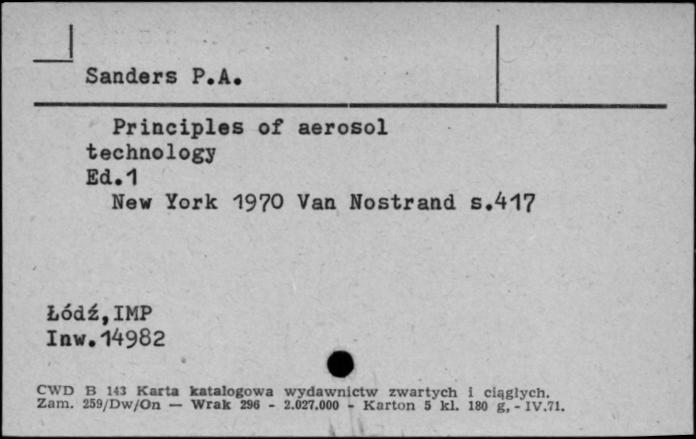 Sanders P.A.
Principles of aerosol
technology
Ed.1
New York 1970 Van Nostrand s.417
Łódź,IMP
Inw.14982
CWD B 143 Karta katalogowa wydawnictw zwartych i ciągłych.
Zam. 259/Dw/On — Wrak 296 - 2.027.000 - Karton 5 kl. 180 g, - IV.71.